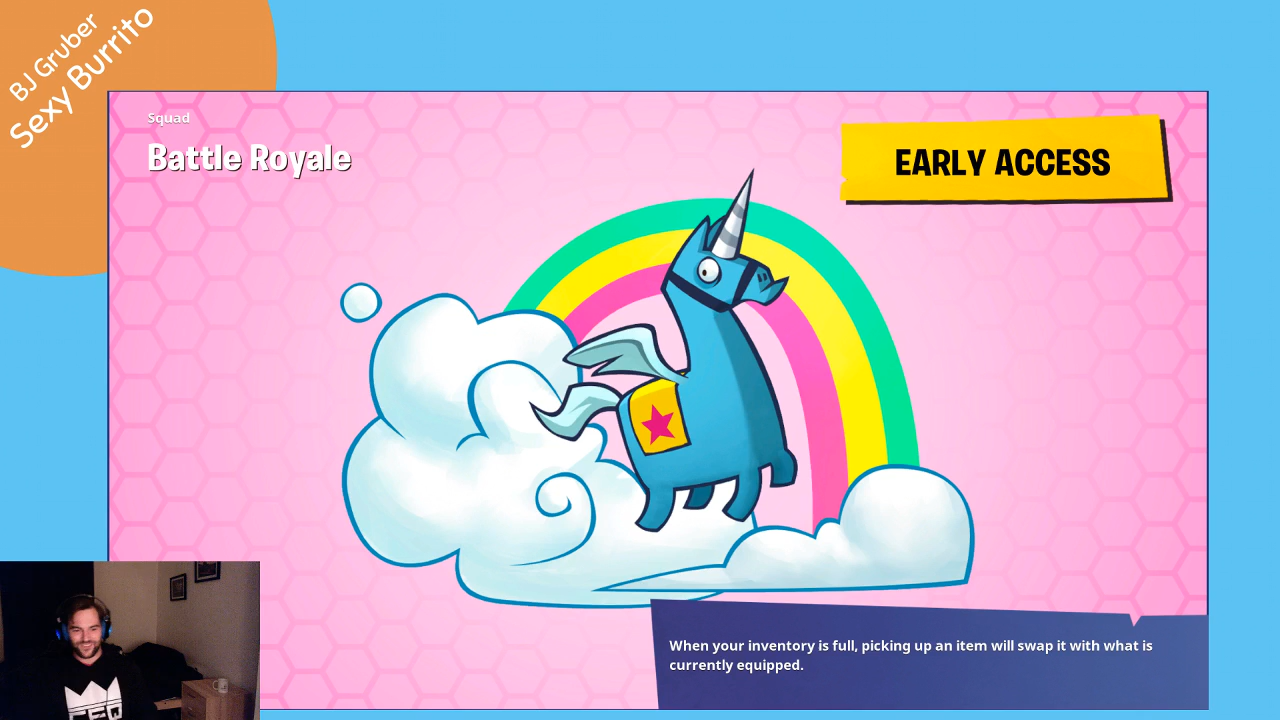 BJ Gruber
Sexy Burrito
Squad
Battle Royale
EARLY ACCESS
When your inventory is full, picking up an item will swap it with what is
currently equipped.